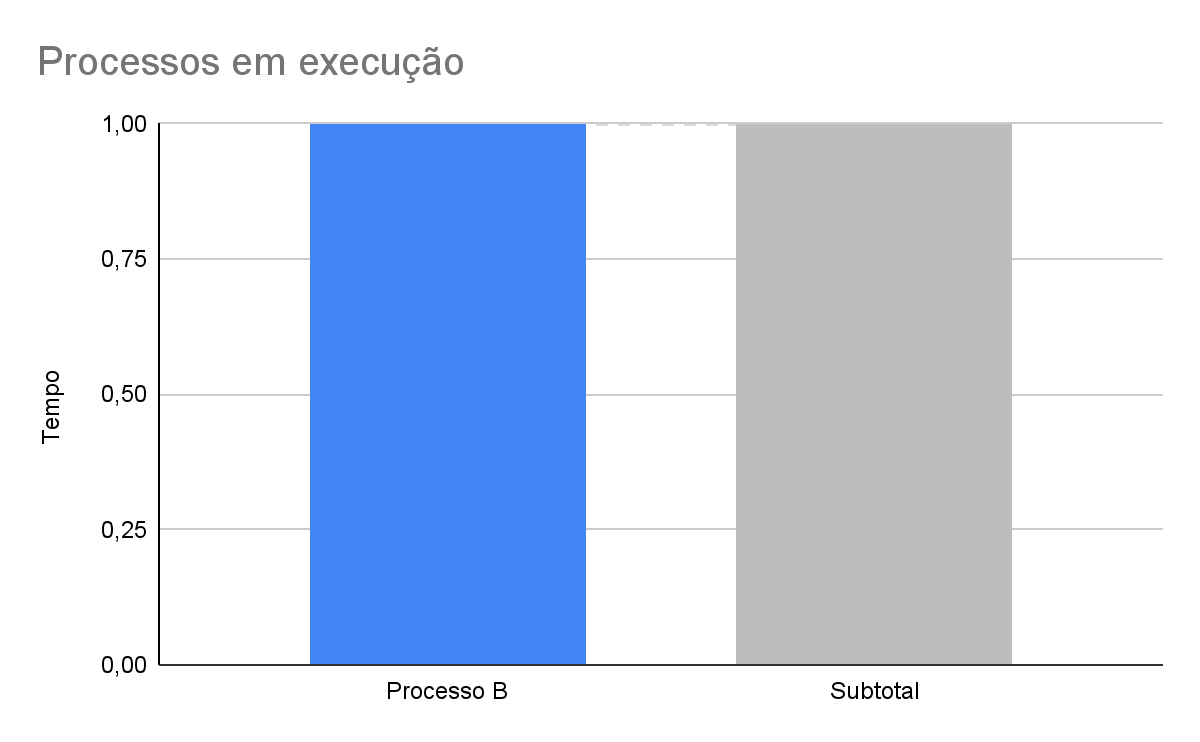 Processos em execução
1,00
0,75
0,50
0,25
0,00
Tempo
Processo B
Subtotal